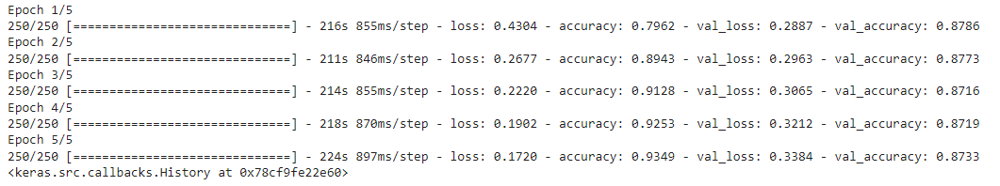 Epoch 1/5
250/250 [==============================] - 216s 855ms/step - loss: 0.4304 - accuracy: 0.7962 - val_loss: 0.2887 - val_accuracy: 0.8786
Epoch 2/5
250/250 [==============================] - 211s 846ms/step - loss: 0.2677 - accuracy: 0.8943 - val_loss: 0.2963 - val_accuracy: 0.8773
Epoch 3/5
250/250 [==============================] - 214s 855ms/step - loss: 0.2220 - accuracy: 0.9128 - val_loss: 0.3065 - val_accuracy: 0.8716
Epoch 4/5
250/250 [==============================] - 218s 870ms/step - loss: 0.1902 - accuracy: 0.9253 - val_loss: 0.3212 - val_accuracy: 0.8719
Epoch 5/5
250/250 [==============================] - 224s 897ms/step - loss: 0.1720 - accuracy: 0.9349 - val_loss: 0.3384 - val_accuracy: 0.8733
<keras.src.callbacks.History at 0x78cf9fe22e60>